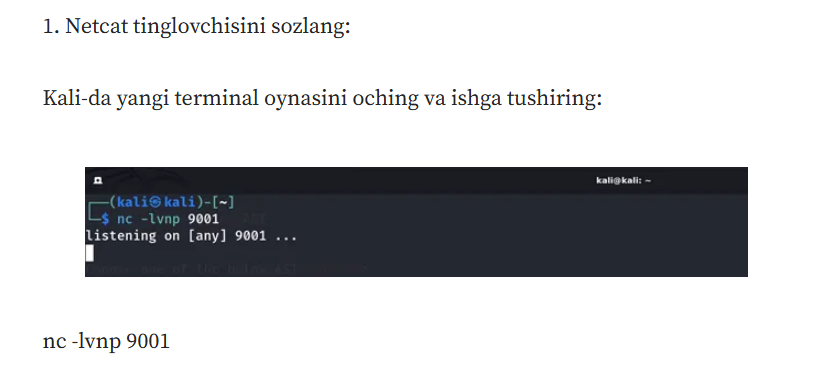 1. Netcat tinglovchisini sozlang:
Kali-da yangi terminal oynasini oching va ishga tushiring:
kali@kali: ~
(kali㉿kali)-[~]
$ nc -lvnp 9001
listening on [any] 9001 ...
nc -lvnp 9001